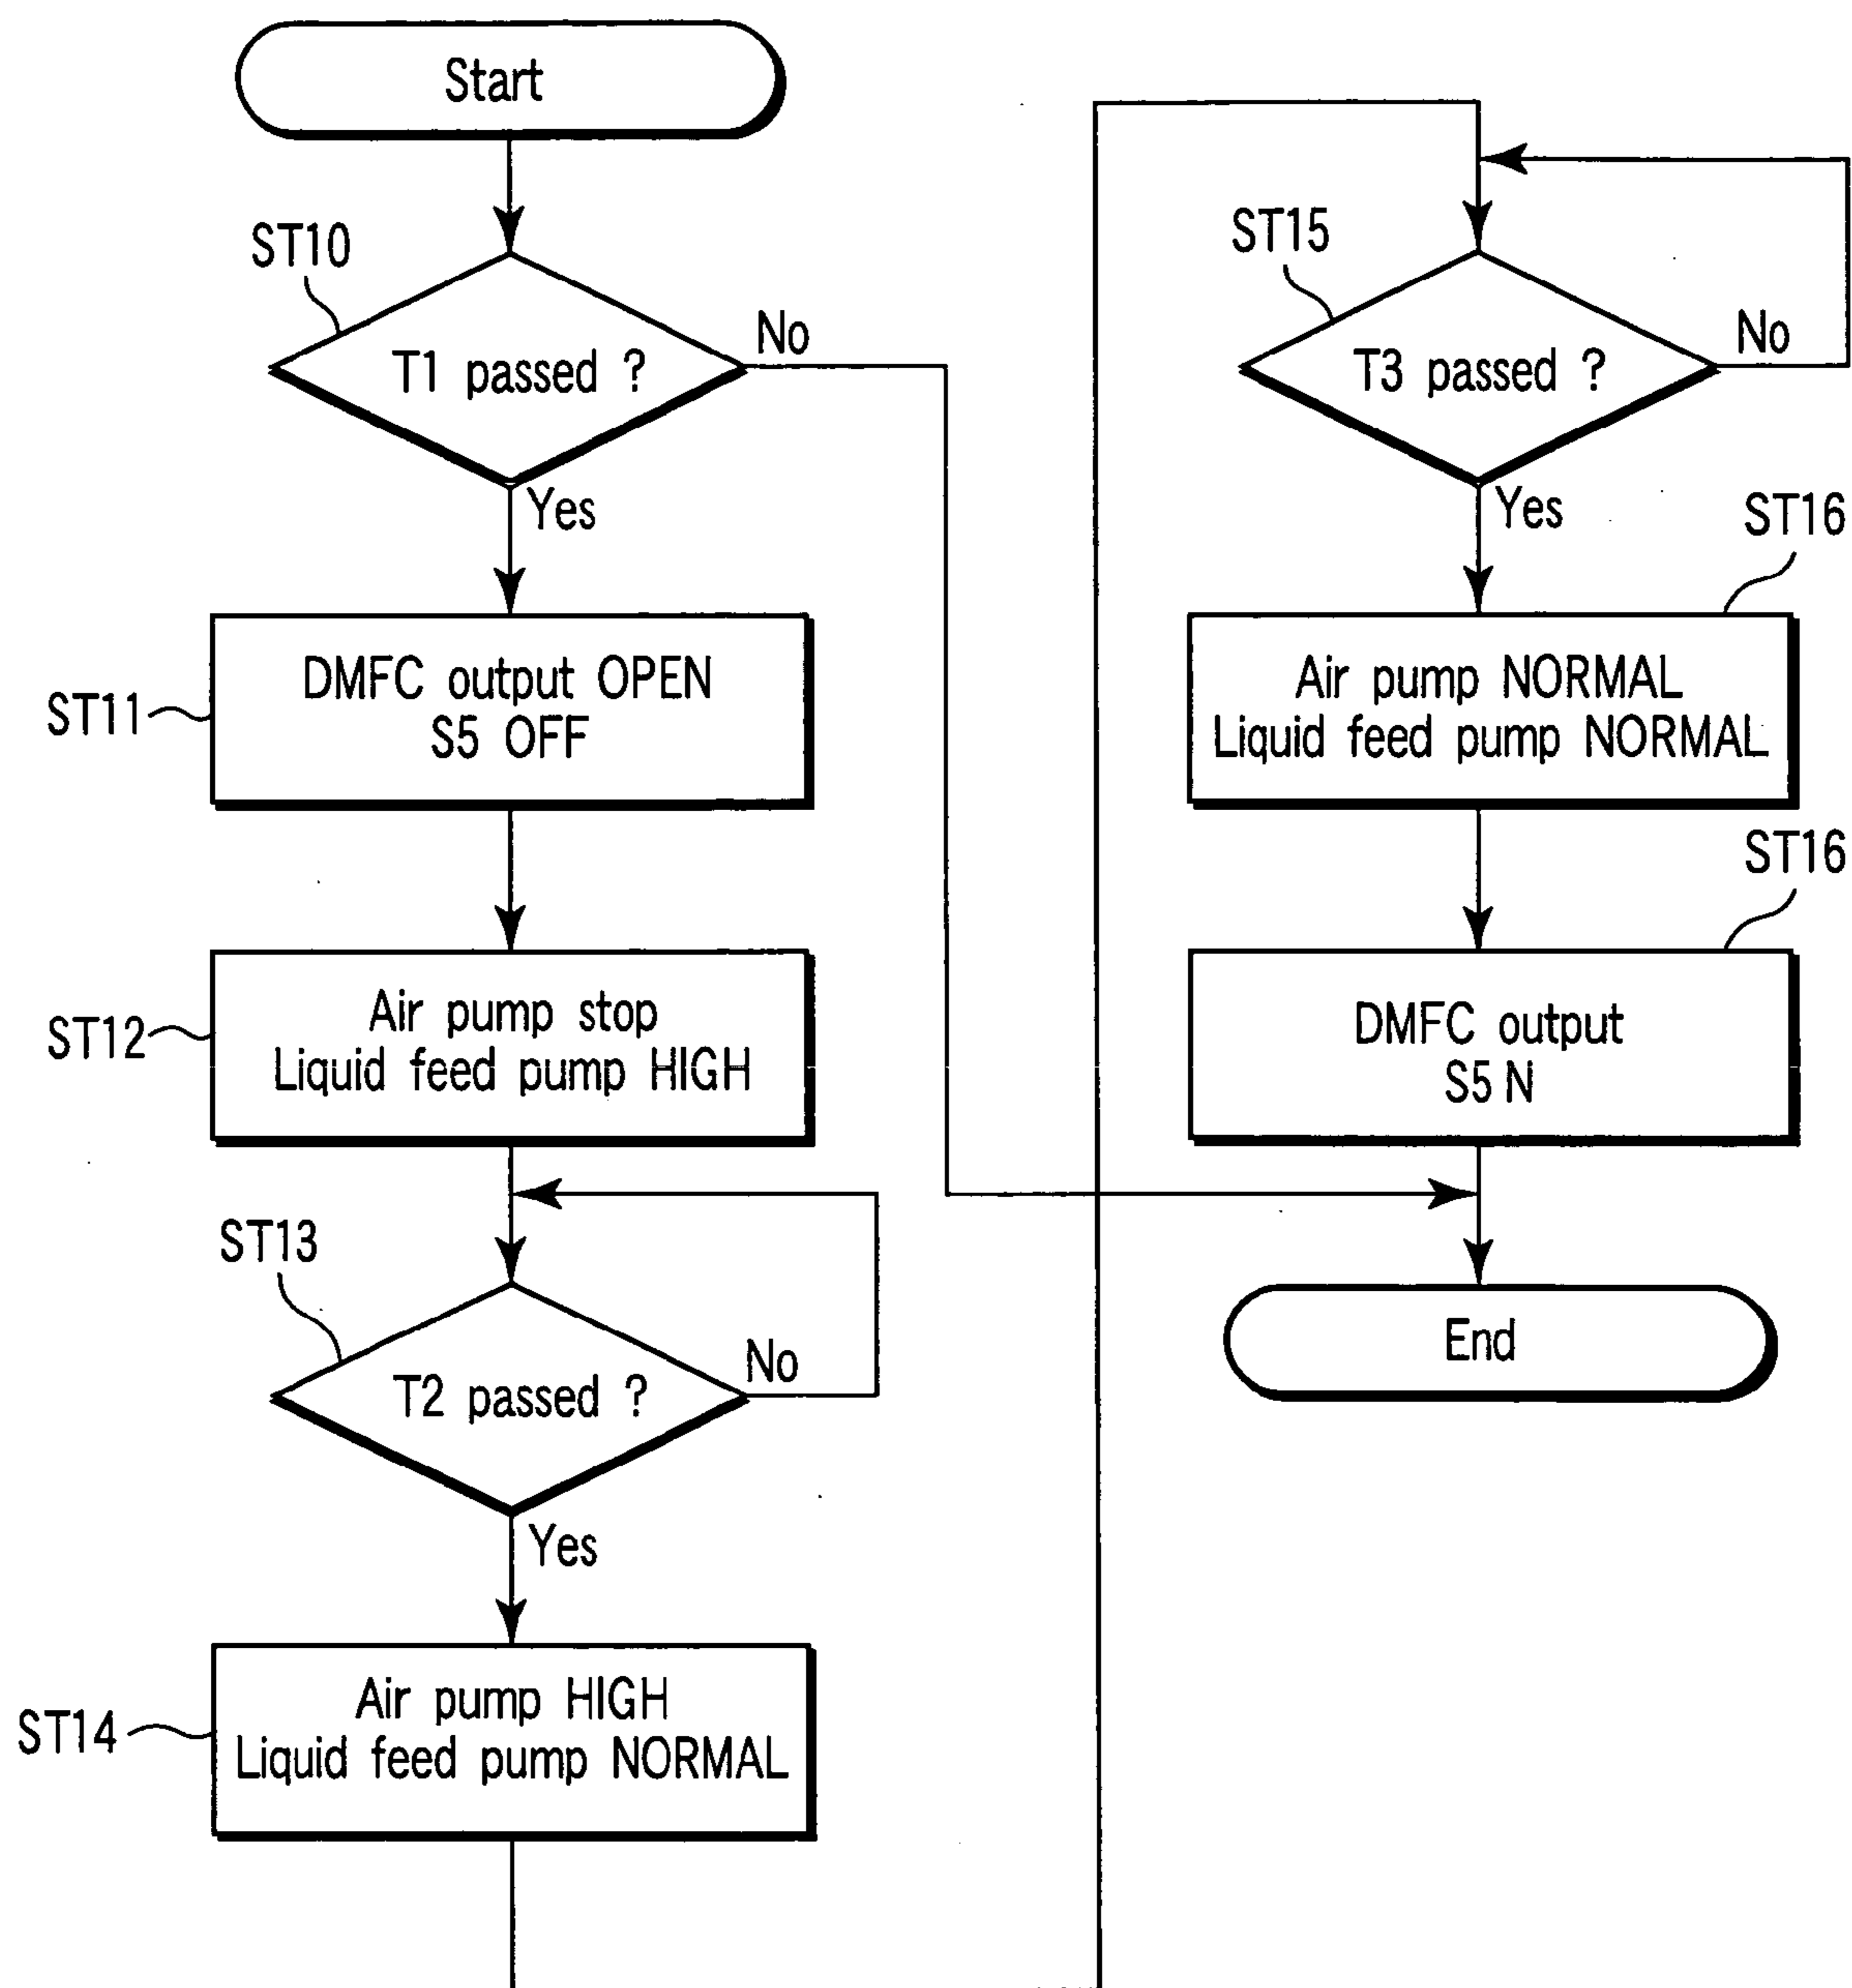 Start
ST10
T1 passed ?
No
Yes
ST11
DMFC output OPEN
S5 OFF
ST12
Air pump stop
Liquid feed pump HIGH
ST13
T2 passed ?
No
Yes
ST14
Air pump HIGH
Liquid feed pump NORMAL
ST15
T3 passed ?
No
Yes
ST16
Air pump NORMAL
Liquid feed pump NORMAL
ST16
DMFC output
S5 N
End